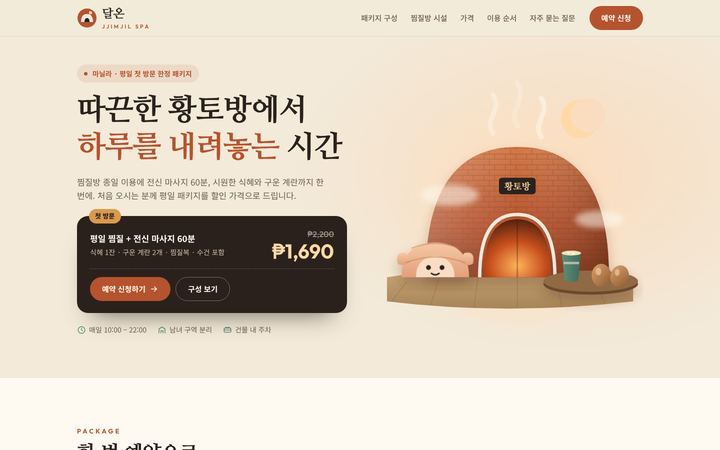 달온
JJIMJIL SPA
패키지 구성
찜질방 시설
가격
이용 순서
자주 묻는 질문
예약 신청
마닐라 · 평일 첫 방문 한정 패키지
따끈한 황토방에서
하루를 내려놓는 시간
찜질방 종일 이용에 전신 마사지 60분, 시원한 식혜와 구운 계란까지 한
번에. 처음 오시는 분께 평일 패키지를 할인 가격으로 드립니다.
첫 방문
평일 찜질 + 전신 마사지 60분
식혜 1잔 · 구운 계란 2개 · 찜질복 · 수건 포함
₱2,200
₱1,690
예약 신청하기 →
구성 보기
매일 10:00 – 22:00
남녀 구역 분리
건물 내 주차
황토방
PACKAGE
한 번 예약으로